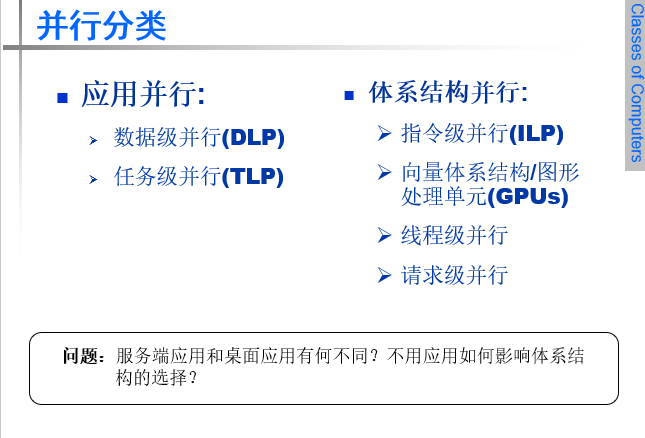 并行分类
Classes of Computers
应用并行:
数据级并行(DLP)
任务级并行(TLP)
体系结构并行:
指令级并行(ILP)
向量体系结构/图形
处理单元(GPUs)
线程级并行
请求级并行
问题：服务端应用和桌面应用有何不同？不用应用如何影响体系结
构的选择？